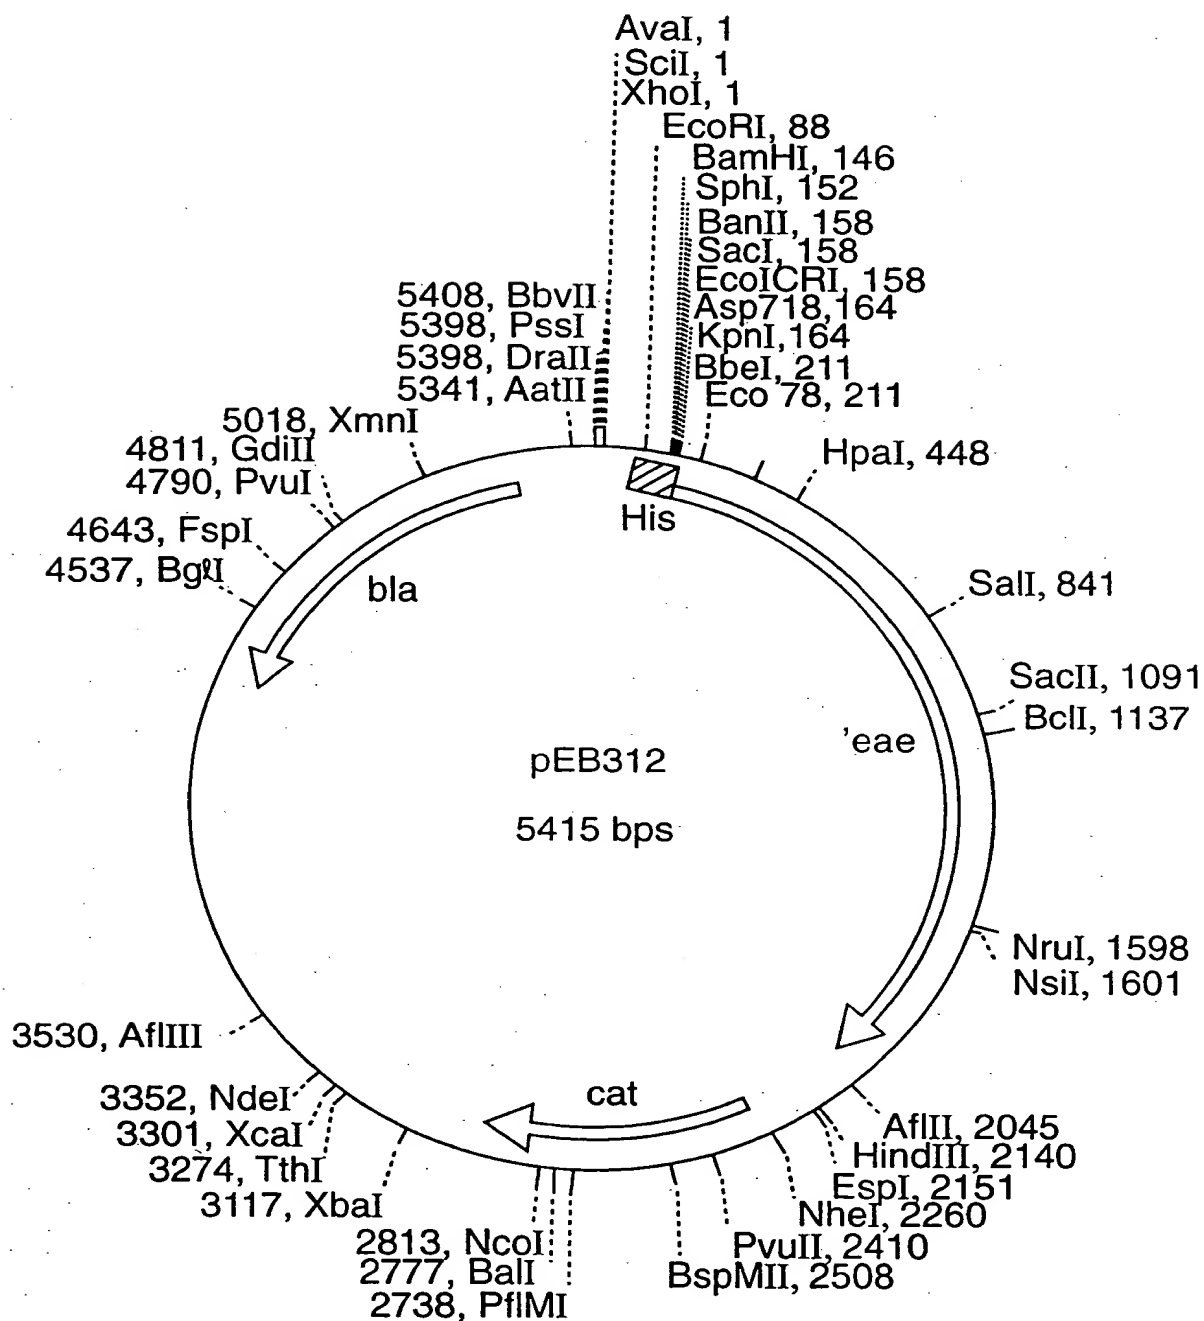 AvaI, 1
SciI, 1
XhoI, 1
EcoRI, 88
BamHI, 146
SphI, 152
BanII, 158
SacI, 158
EcoICRI, 158
Asp718,164
KpnI,164
BbeI, 211
Eco 78, 211
HpaI, 448
SalI, 841
SacII, 1091
BclI, 1137
NruI, 1598
NsiI, 1601
AflII, 2045
HindIII, 2140
EspI, 2151
NheI, 2260
PvuII, 2410
BspMII, 2508
2738, PflMI
2777, BalI
2813, NcoI
3117, XbaI
3274, TthI
3301, XcaI
3352, NdeI
3530, AflIII
4537, BglI
4643, FspI
4790, PvuI
4811, GdiII
5018, XmnI
5341, AatII
5398, DraII
5398, PssI
5408, BbvII
His
bla
'eae
cat
pEB312
5415 bps